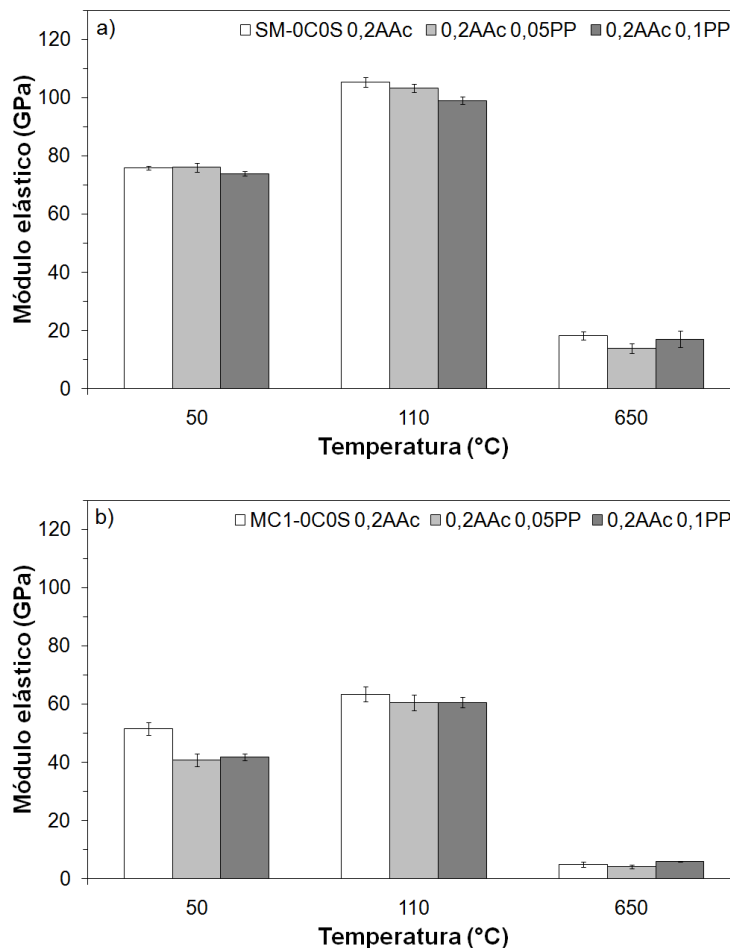 a)
SM-0C0S 0,2AAc 0,2AAc 0,05PP 0,2AAc 0,1PP
Módulo elástico (GPa)
120
100
80
60
40
20
0
50 110 650
Temperatura (°C)
b)
MC1-0C0S 0,2AAc 0,2AAc 0,05PP 0,2AAc 0,1PP
Módulo elástico (GPa)
120
100
80
60
40
20
0
50 110 650
Temperatura (°C)